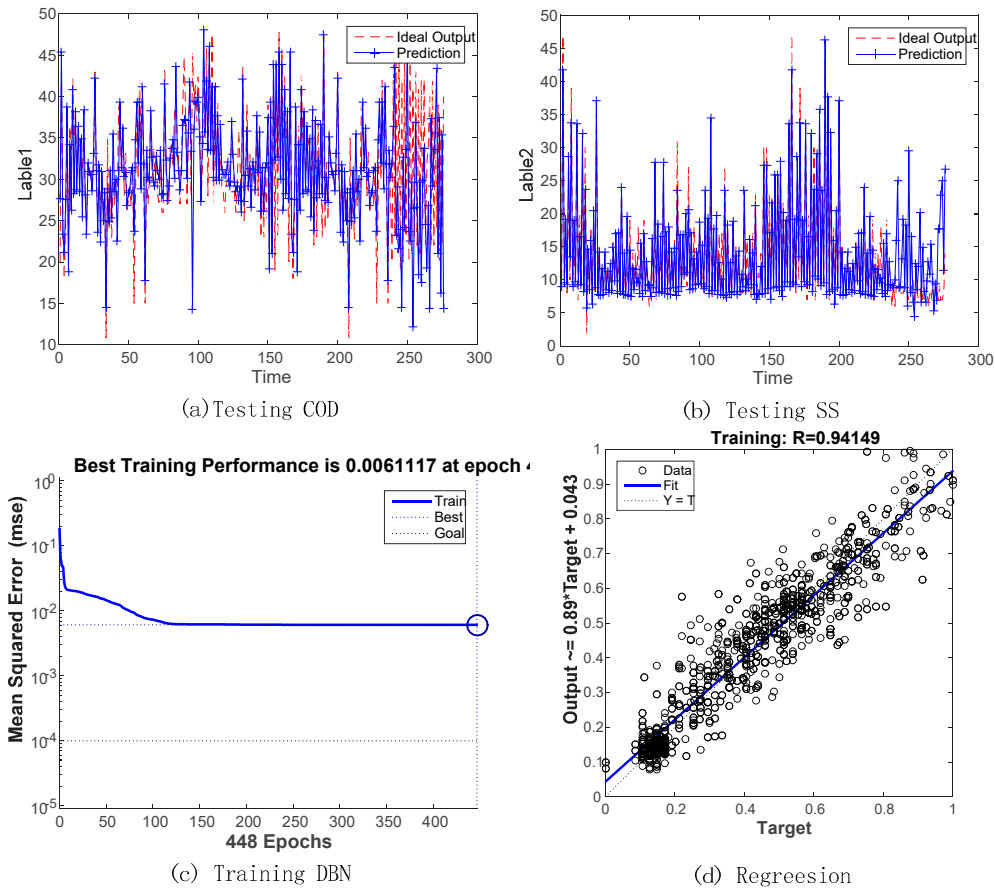 50
45
40
35
30
25
20
15
10
Lable1
Ideal Output
Prediction
0 50 100 150 200 250 300
Time
(a)Testing COD
50
45
40
35
30
25
20
15
10
5
0
Lable2
Ideal Output
Prediction
0 50 100 150 200 250 300
Time
(b) Testing SS
Best Training Performance is 0.0061117 at epoch
10^0
10^-1
10^-2
10^-3
10^-4
10^-5
Mean Squared Error (mse)
Train
Best
Goal
0 50 100 150 200 250 300 350 400
448 Epochs
(c) Training DBN
Training: R=0.94149
1
0.9
0.8
0.7
0.6
0.5
0.4
0.3
0.2
0.1
0
Output ~= 0.89*Target + 0.043
Data
Fit
Y = T
0.2 0.4 0.6 0.8 1
Target
(d) Regreesion